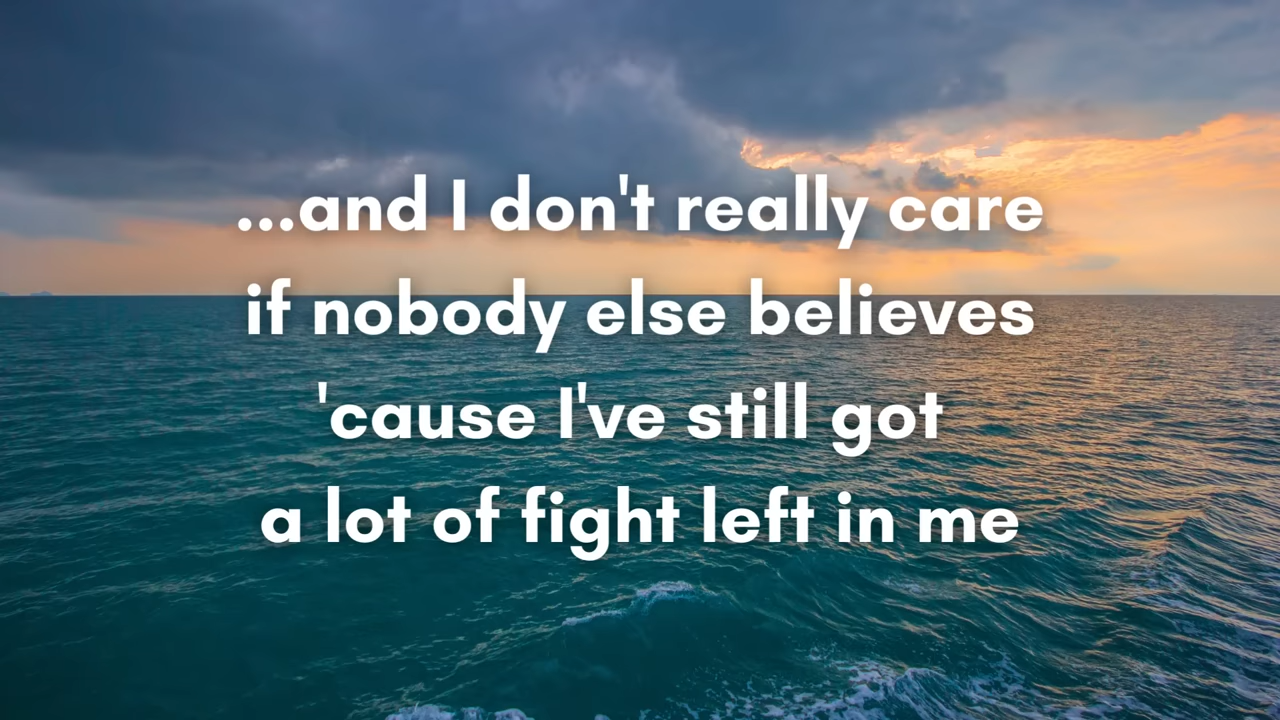 ...and I don't really care
if nobody else believes
'cause I've still got
a lot of fight left in me